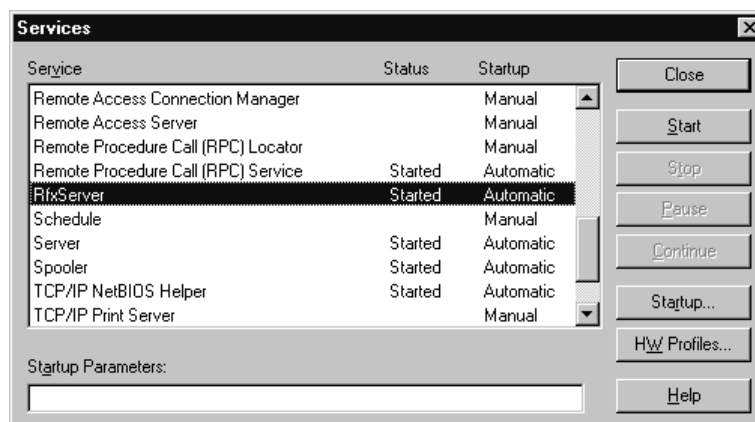 Services
Service Status Startup
Remote Access Connection Manager Manual
Remote Access Server Manual
Remote Procedure Call (RPC) Locator Manual
Remote Procedure Call (RPC) Service Started Automatic
RfxServer Started Automatic
Schedule Manual
Server Started Automatic
Spooler Started Automatic
TCP/IP NetBIOS Helper Started Automatic
TCP/IP Print Server Manual
Startup Parameters:
Close
Start
Stop
Pause
Continue
Startup...
HW Profiles...
Help